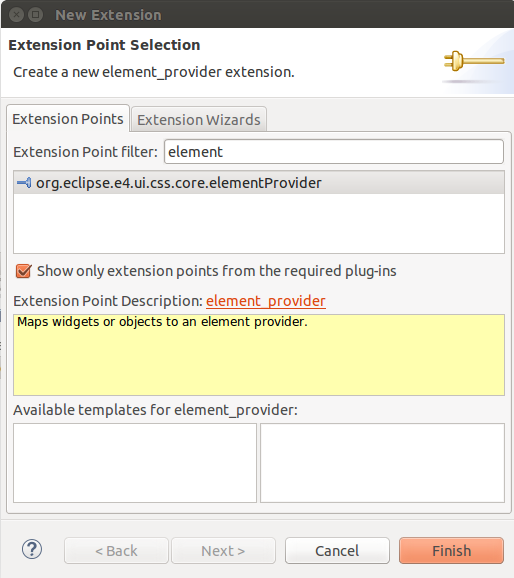 New Extension
Extension Point Selection
Create a new element_provider extension.
Extension Points
Extension Wizards
Extension Point filter: element
org.eclipse.e4.ui.css.core.elementProvider
Show only extension points from the required plug-ins
Extension Point Description: element_provider
Maps widgets or objects to an element provider.
Available templates for element_provider:
? < Back Next > Cancel Finish